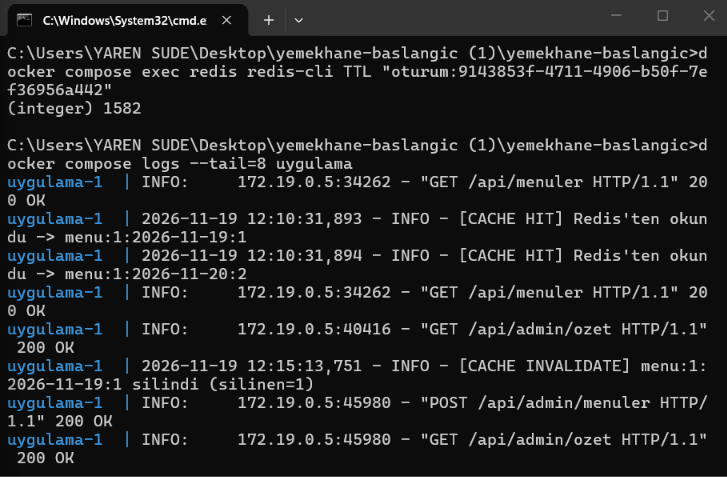 C:\Windows\System32\cmd.e
C:\Users\YAREN SUDE\Desktop\yemekhane-baslangic (1)\yemekhane-baslangic>d
ocker compose exec redis redis-cli TTL "oturum:9143853f-4711-4906-b50f-7e
f36956a442"
(integer) 1582
C:\Users\YAREN SUDE\Desktop\yemekhane-baslangic (1)\yemekhane-baslangic>d
ocker compose logs --tail=8 uygulama
uygulama-1  | INFO:     172.19.0.5:34262 - "GET /api/menuler HTTP/1.1" 20
0 OK
uygulama-1  | 2026-11-19 12:10:31,893 - INFO - [CACHE HIT] Redis'ten okun
du -> menu:1:2026-11-19:1
uygulama-1  | 2026-11-19 12:10:31,894 - INFO - [CACHE HIT] Redis'ten okun
du -> menu:1:2026-11-20:2
uygulama-1  | INFO:     172.19.0.5:34262 - "GET /api/menuler HTTP/1.1" 20
0 OK
uygulama-1  | INFO:     172.19.0.5:40416 - "GET /api/admin/ozet HTTP/1.1"
 200 OK
uygulama-1  | 2026-11-19 12:15:13,751 - INFO - [CACHE INVALIDATE] menu:1:
2026-11-19:1 silindi (silinen=1)
uygulama-1  | INFO:     172.19.0.5:45980 - "POST /api/admin/menuler HTTP/
1.1" 200 OK
uygulama-1  | INFO:     172.19.0.5:45980 - "GET /api/admin/ozet HTTP/1.1"
 200 OK